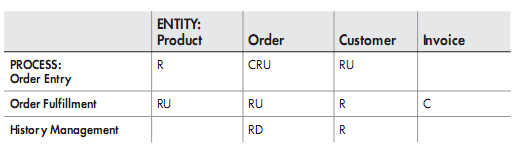 ENTITY:
Product Order Customer Invoice
PROCESS: R CRU RU
Order Entry
Order Fulfillment RU RU R C
History Management RD R